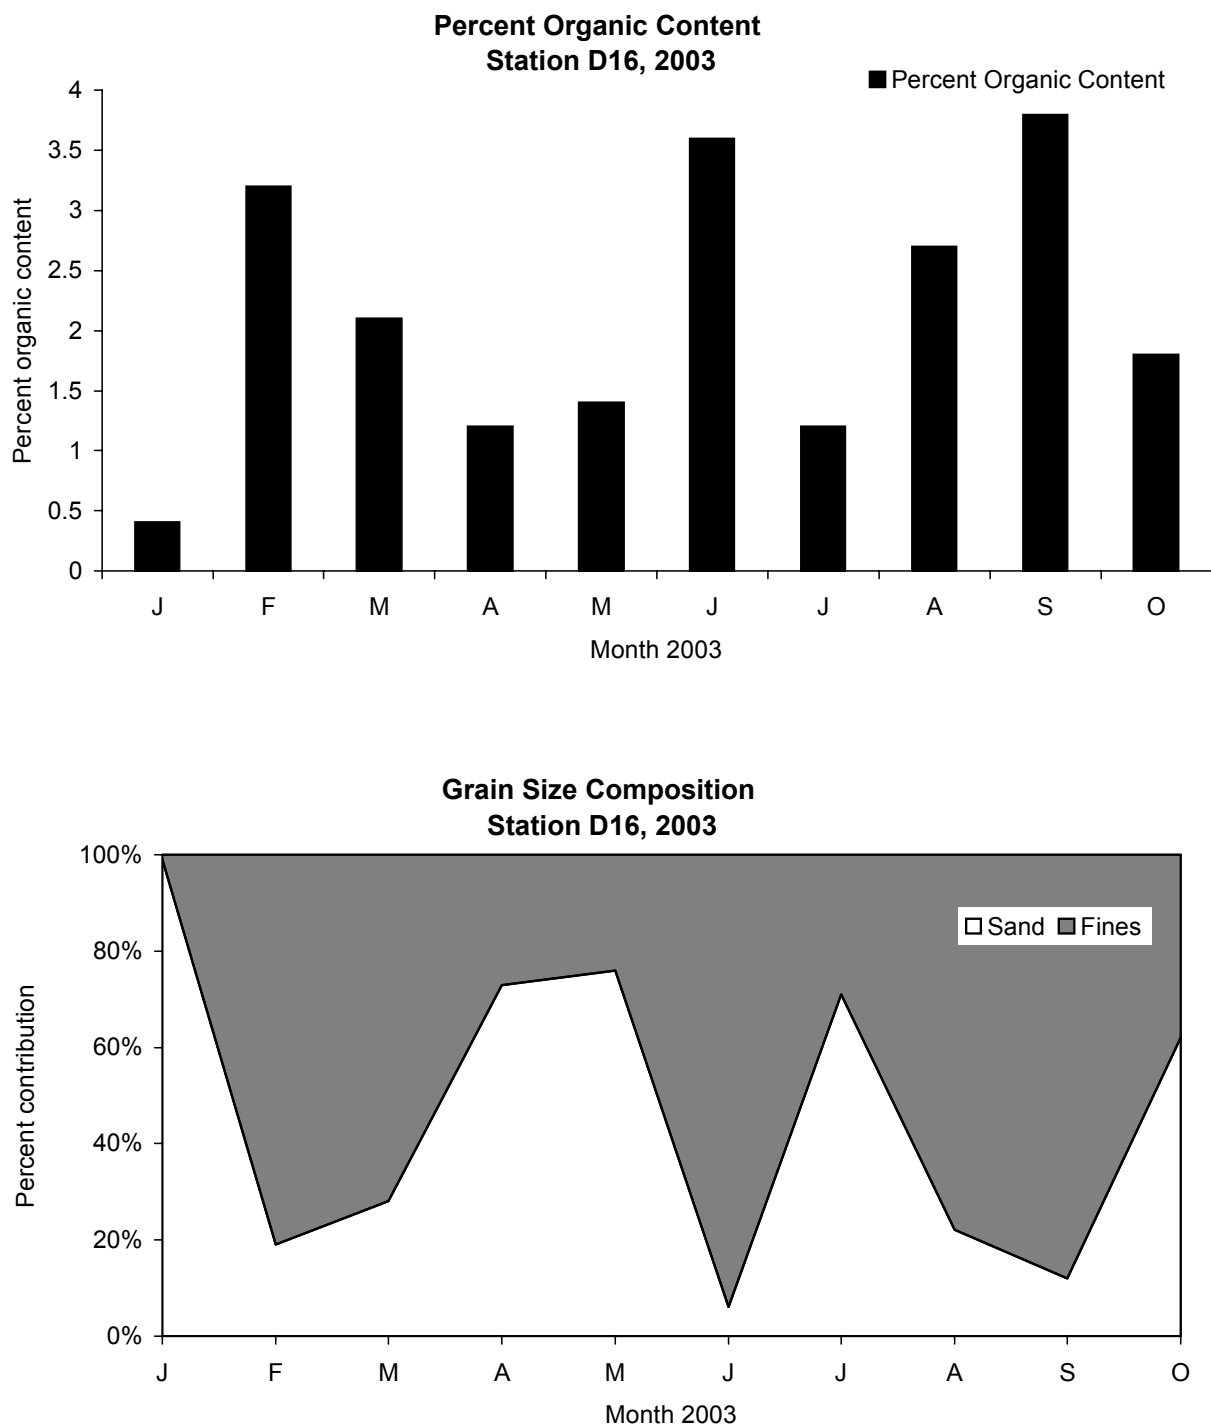 Percent Organic Content
Station D16, 2003
Percent Organic Content
4
3.5
3
2.5
2
1.5
1
0.5
0
Percent organic content
J F M A M J J A S O
Month 2003
Grain Size Composition
Station D16, 2003
100%
80%
60%
40%
20%
0%
Sand Fines
Percent contribution
J F M A M J J A S O
Month 2003